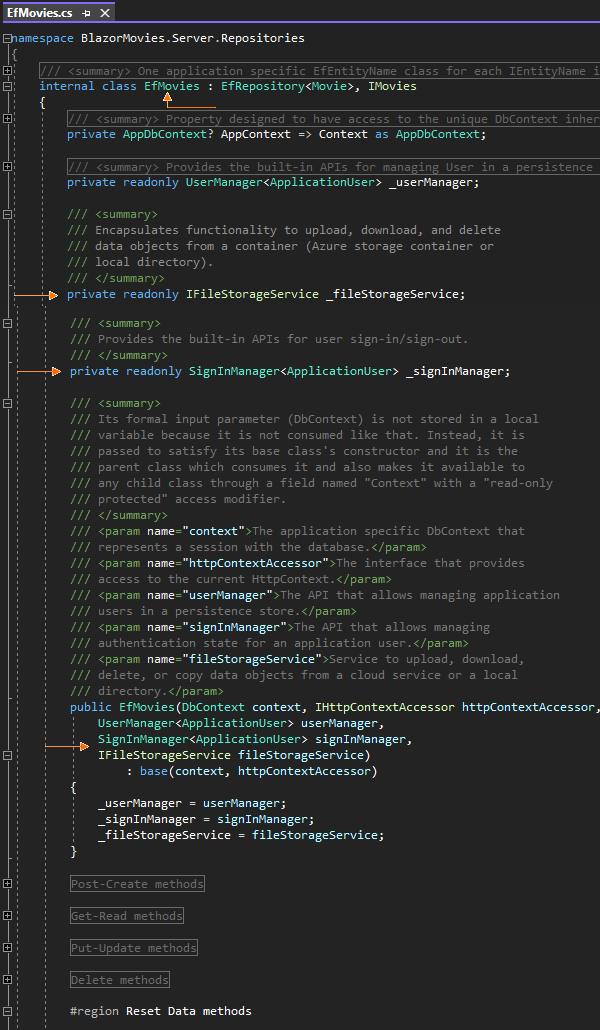 EfMovies.cs
namespace BlazorMovies.Server.Repositories
{
/// <summary> One application specific EfEntityName class for each IEntityName i
internal class EfMovies : EfRepository<Movie>, IMovies
{
/// <summary> Property designed to have access to the unique DbContext inher
private AppDbContext? AppContext => Context as AppDbContext;
/// <summary> Provides the built-in APIs for managing User in a persistence
private readonly UserManager<ApplicationUser> _userManager;
/// <summary>
/// Encapsulates functionality to upload, download, and delete
/// data objects from a container (Azure storage container or
/// local directory).
/// </summary>
private readonly IFileStorageService _fileStorageService;
/// <summary>
/// Provides the built-in APIs for user sign-in/sign-out.
/// </summary>
private readonly SignInManager<ApplicationUser> _signInManager;
/// <summary>
/// Its formal input parameter (DbContext) is not stored in a local
/// variable because it is not consumed like that. Instead, it is
/// passed to satisfy its base class's constructor and it is the
/// parent class which consumes it and also makes it available to
/// any child class through a field named "Context" with a "read-only
/// protected" access modifier.
/// </summary>
/// <param name="context">The application specific DbContext that
/// represents a session with the database.</param>
/// <param name="httpContextAccessor">The interface that provides
/// access to the current HttpContext.</param>
/// <param name="userManager">The API that allows managing application
/// users in a persistence store.</param>
/// <param name="signInManager">The API that allows managing
/// authentication state for an application user.</param>
/// <param name="fileStorageService">Service to upload, download,
/// delete, or copy data objects from a cloud service or a local
/// directory.</param>
public EfMovies(DbContext context, IHttpContextAccessor httpContextAccessor,
UserManager<ApplicationUser> userManager,
SignInManager<ApplicationUser> signInManager,
IFileStorageService fileStorageService)
: base(context, httpContextAccessor)
{
_userManager = userManager;
_signInManager = signInManager;
_fileStorageService = fileStorageService;
}
Post-Create methods
Get-Read methods
Put-Update methods
Delete methods
#region Reset Data methods